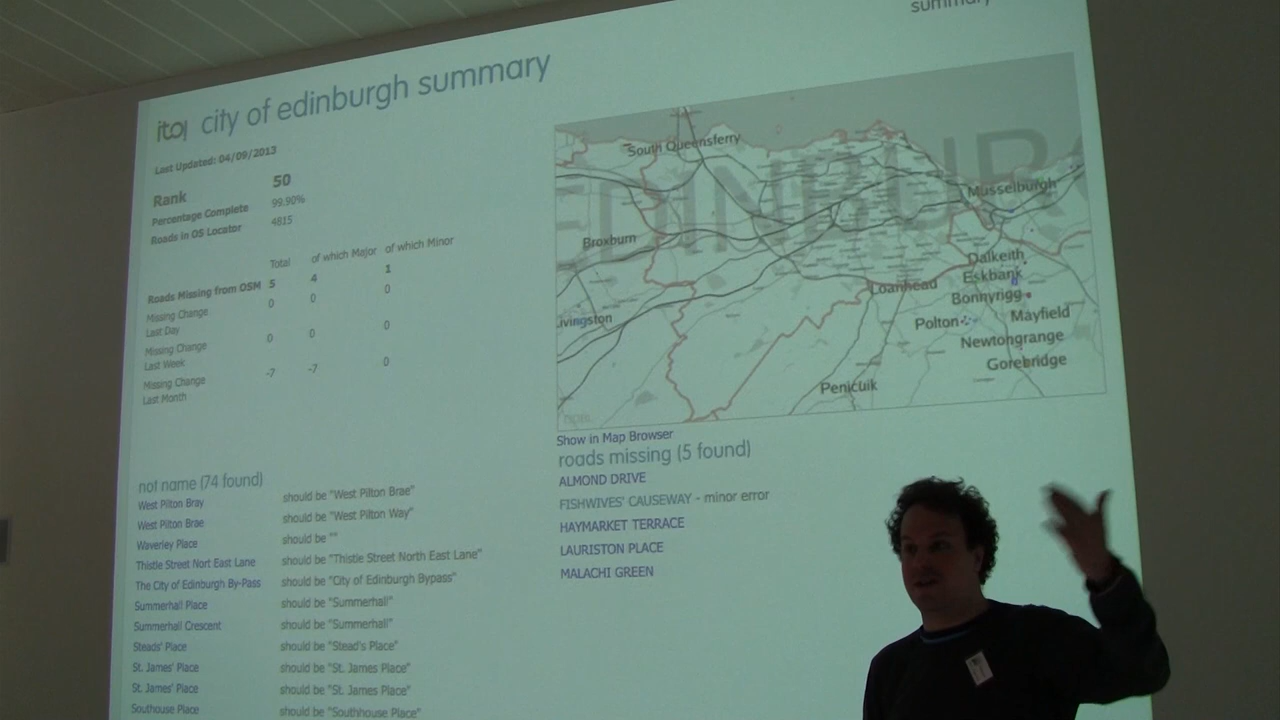 summary
ito!
city of edinburgh summary
Last Updated: 04/09/2013
Rank 50
Percentage Complete 99.90%
Roads in OS Locator 4815
Total of which Major of which Minor
Roads Missing from OSM 5 4 1
Missing Change Last Day 0 0 0
Missing Change Last Week 0 0 0
Missing Change Last Month -7 -7 0
EDINBURG
South Queensferry
Musselburgh
Broxburn
Dalkeith
Eskbank
Loanhead
Bonnyrigg
ivingston
Polton
Mayfield
Newtongrange
Gorebridge
Penicuik
Show in Map Browser
roads missing (5 found)
ALMOND DRIVE
FISHWIVES' CAUSEWAY - minor error
HAYMARKET TERRACE
LAURISTON PLACE
MALACHI GREEN
not name (74 found)
West Pilton Bray should be "West Pilton Brae"
West Pilton Brae should be "West Pilton Way"
Waverley Place should be ""
Thistle Street Nort East Lane should be "Thistle Street North East Lane"
The City of Edinburgh By-Pass should be "City of Edinburgh Bypass"
Summerhall Place should be "Summerhall"
Summerhall Crescent should be "Summerhall"
Steads' Place should be "Stead's Place"
St. James' Place should be "St. James Place"
St. James' Place should be "St. James Place"
Southouse Place should be "Southhouse Place"